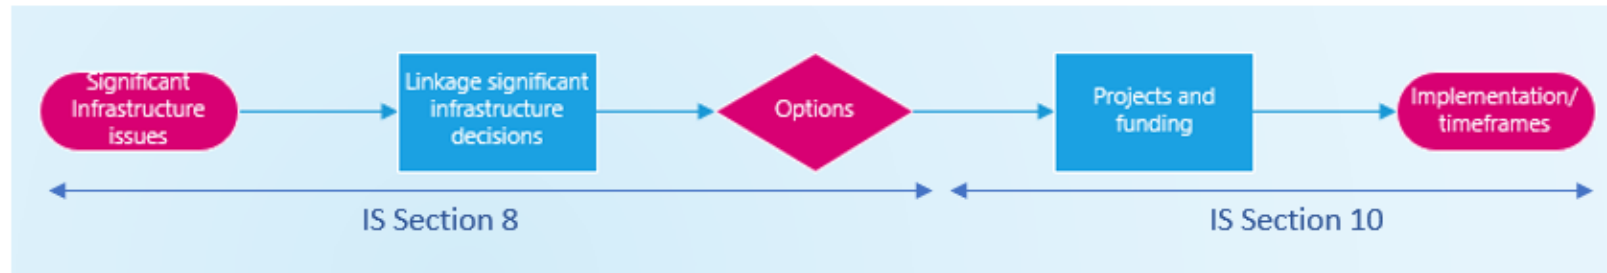 Significant
Infrastructure
issues
Linkage significant
infrastructure
decisions
Options
Projects and
funding
Implementation/
timeframes
IS Section 8
IS Section 10